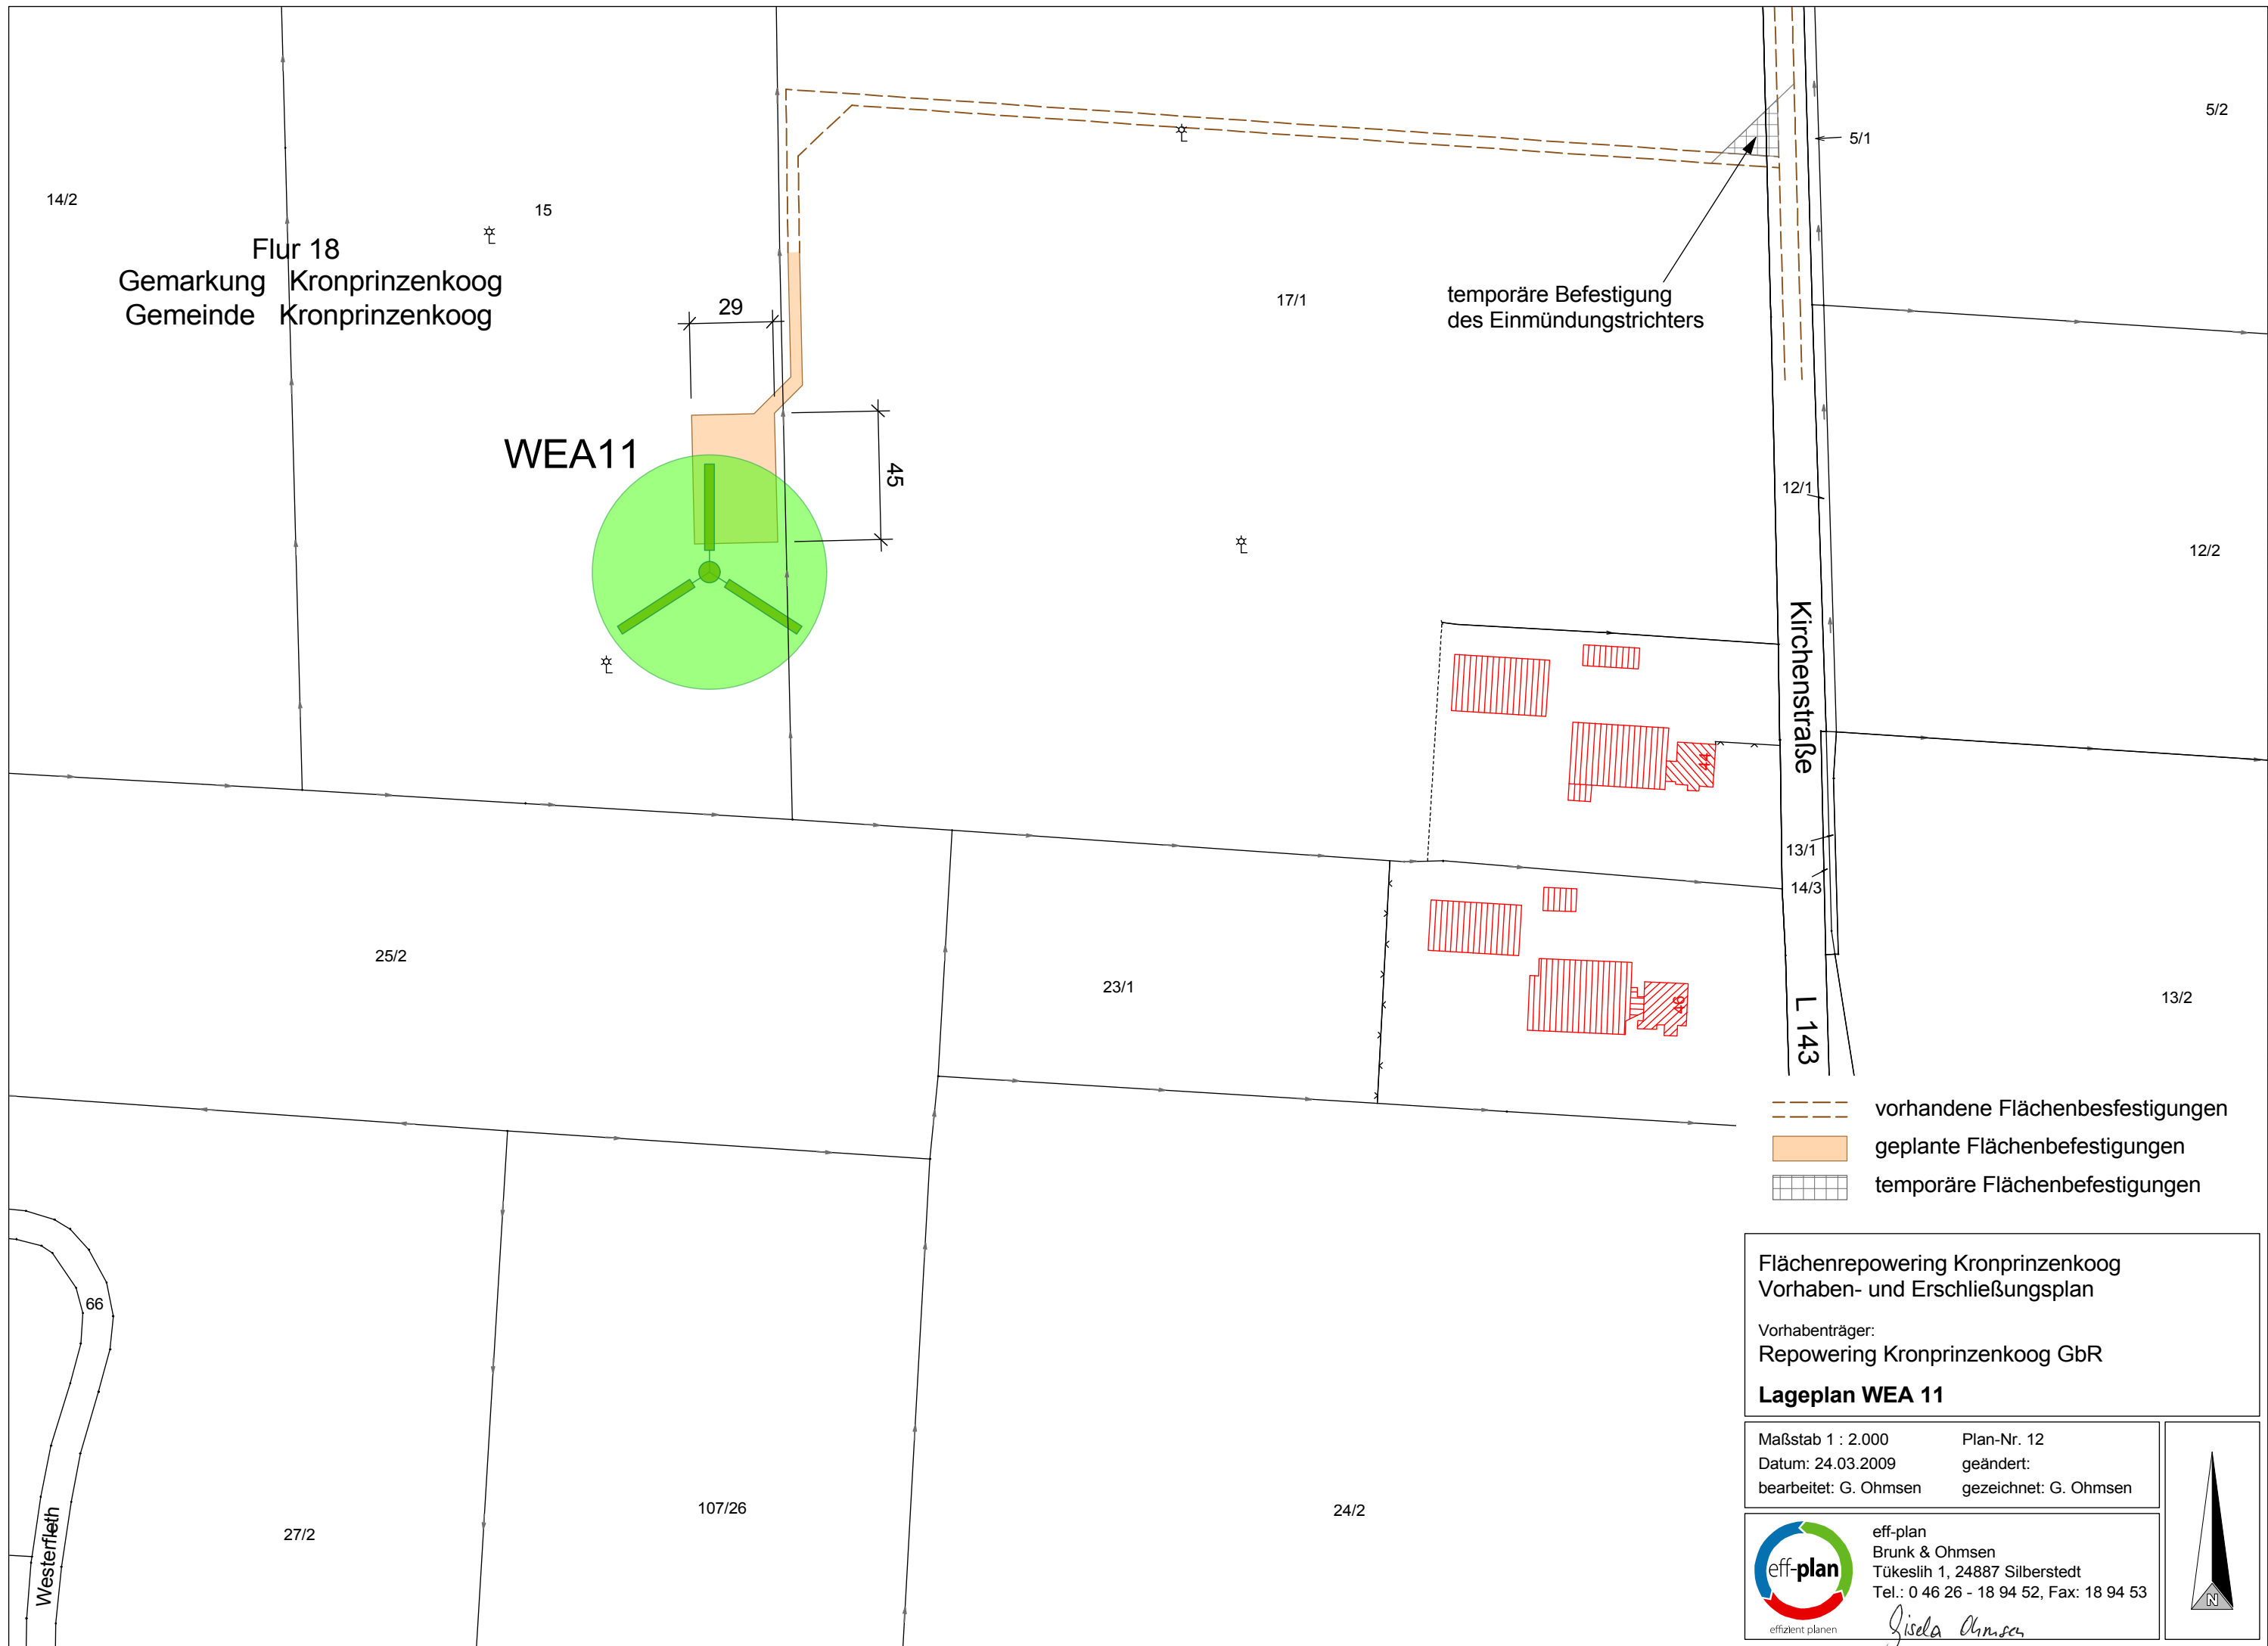 5/2
5/1
14/2
15
Flur 18
Gemarkung Kronprinzenkoog
Gemeinde Kronprinzenkoog
29
17/1
temporäre Befestigung
des Einmündungstrichters
WEA11
45
12/1
12/2
Kirchenstraße
44
13/1
14/3
25/2
23/1
46
13/2
L 143
vorhandene Flächenbesfestigungen
geplante Flächenbefestigungen
temporäre Flächenbefestigungen
66
Westerfleth
27/2
107/26
24/2
Flächenrepowering Kronprinzenkoog
Vorhaben- und Erschließungsplan
Vorhabenträger:
Repowering Kronprinzenkoog GbR
Lageplan WEA 11
Maßstab 1 : 2.000 Plan-Nr. 12
Datum: 24.03.2009 geändert:
bearbeitet: G. Ohmsen gezeichnet: G. Ohmsen
eff-plan
effizient planen
eff-plan
Brunk & Ohmsen
Tükeslih 1, 24887 Silberstedt
Tel.: 0 46 26 - 18 94 52, Fax: 18 94 53
Gisela Ohmsen
N